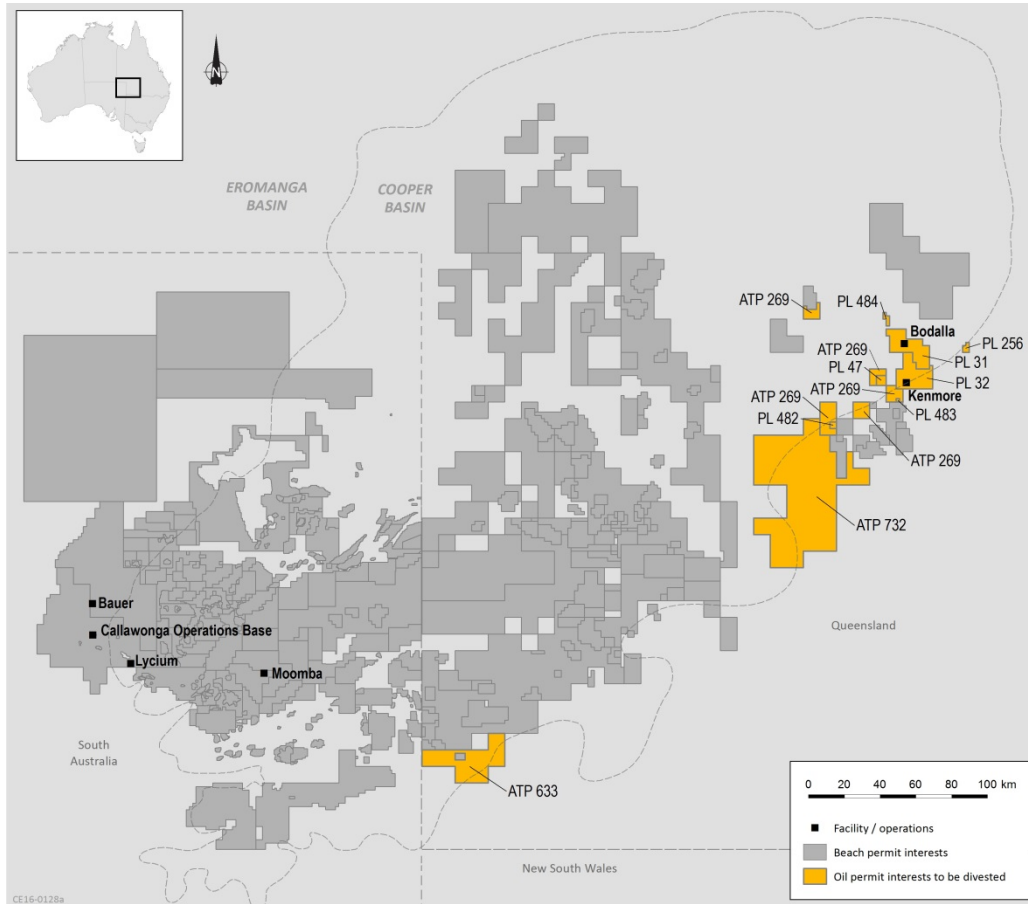 N
EROMANGA
BASIN
COOPER
BASIN
ATP 269
PL 484
Bodalla
PL 256
ATP 269
PL 31
PL 47
PL 32
ATP 269
Kenmore
ATP 269
PL 483
PL 482
ATP 269
ATP 732
Bauer
Callawonga Operations Base
Queensland
Lycium
Moomba
South
Australia
ATP 633
New South Wales
0 20 40 60 80 100 km
Facility / operations
Beach permit interests
Oil permit interests to be divested
CE16-0128a